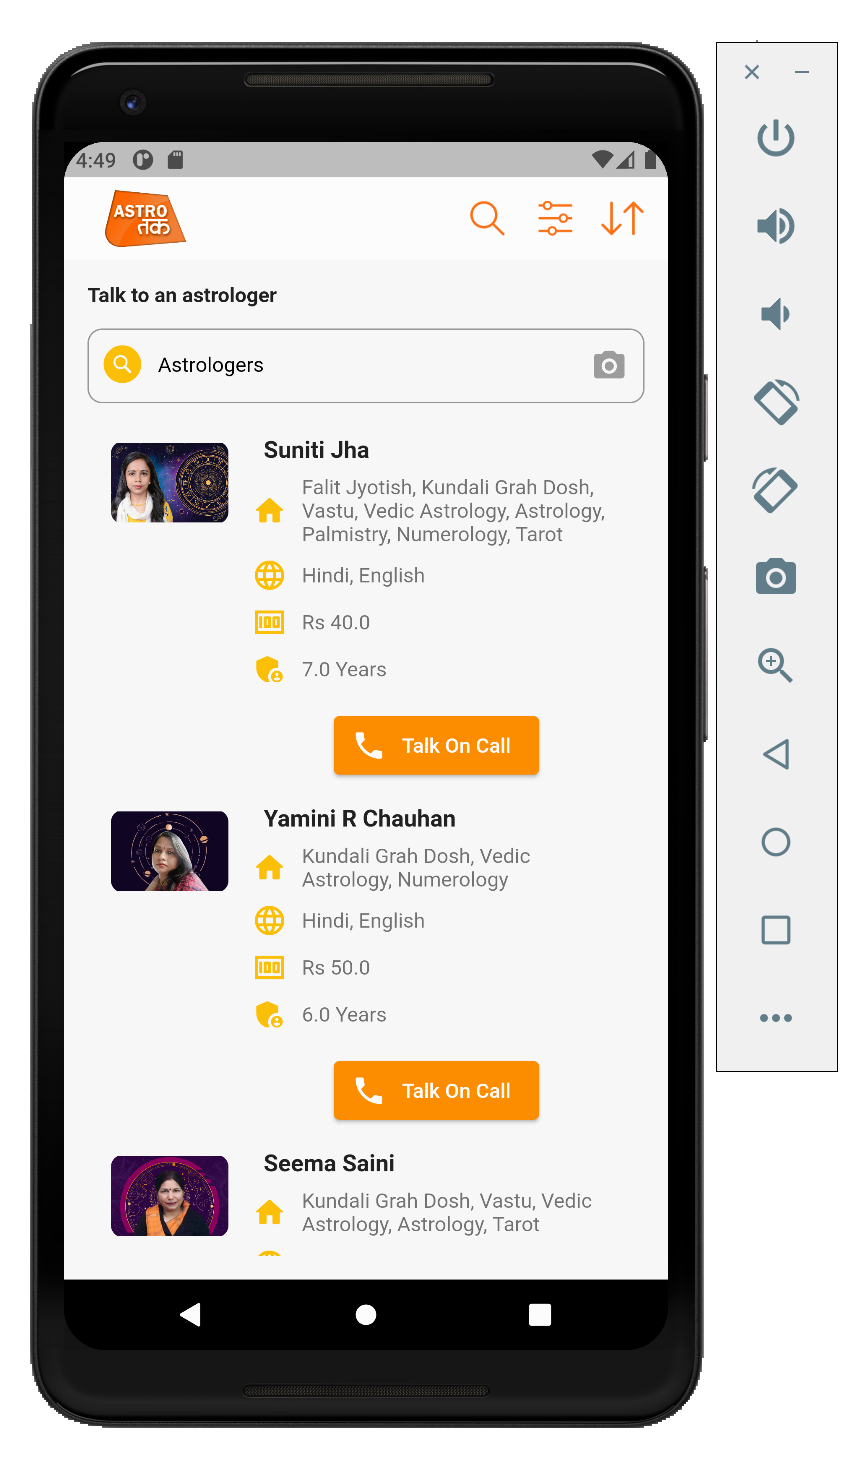 4:49
ASTRO
तक
Talk to an astrologer
Astrologers
Suniti Jha
Falit Jyotish, Kundali Grah Dosh,
Vastu, Vedic Astrology, Astrology,
Palmistry, Numerology, Tarot
Hindi, English
Rs 40.0
7.0 Years
Talk On Call
Yamini R Chauhan
Kundali Grah Dosh, Vedic
Astrology, Numerology
Hindi, English
Rs 50.0
6.0 Years
Talk On Call
Seema Saini
Kundali Grah Dosh, Vastu, Vedic
Astrology, Astrology, Tarot